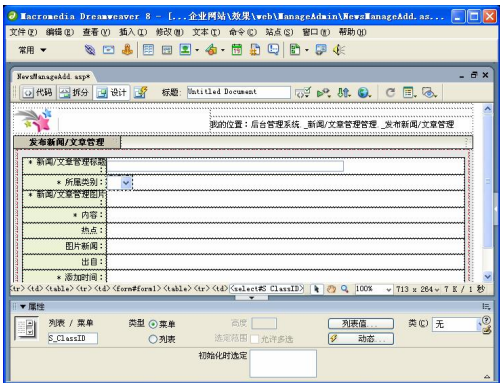 Macromedia Dreamweaver 8 - [...企业网站\效果\web\ManageAdmin\NewsManageAdd.as...
文件(F) 编辑(E) 查看(V) 插入(I) 修改(M) 文本(T) 命令(C) 站点(S) 窗口(W) 帮助(H)
常用
NewsManageAdd.asp*
代码 拆分 设计 标题: Untitled Document
我的位置：后台管理系统_新闻/文章管理管理_发布新闻/文章管理
发布新闻/文章管理
* 新闻/文章管理标题
:
* 所属类别：
* 新闻/文章管理图片
:
* 内容：
热点：
图片新闻：
出自：
* 添加时间：
<tr> <td> <table> <tr> <td> <form#form1> <table> <tr> <td> <select#S_ClassID> 100% 713 x 264 7 K / 1 秒
属性
列表 / 菜单 类型 菜单 高度 列表值... 类(C) 无
S_ClassID 列表 选定范围 允许多选 动态...
初始化时选定